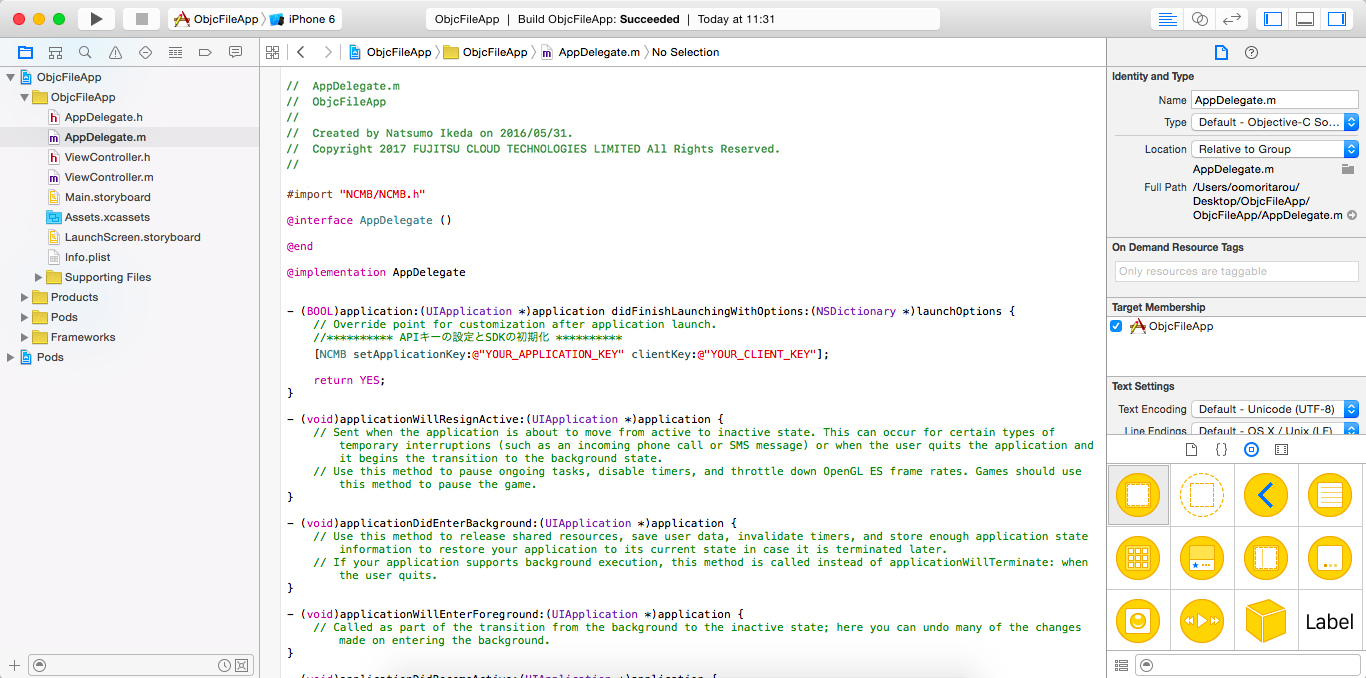 ObjcFileApp
iPhone 6
ObjcFileApp | Build ObjcFileApp: Succeeded | Today at 11:31
ObjcFileApp
ObjcFileApp
AppDelegate.m
No Selection
ObjcFileApp
ObjcFileApp
AppDelegate.h
AppDelegate.m
ViewController.h
ViewController.m
Main.storyboard
Assets.xcassets
LaunchScreen.storyboard
Info.plist
Supporting Files
Products
Pods
Frameworks
Pods
// AppDelegate.m
// ObjcFileApp
//
// Created by Natsumo Ikeda on 2016/05/31.
// Copyright 2017 FUJITSU CLOUD TECHNOLOGIES LIMITED All Rights Reserved.
//
#import "NCMB/NCMB.h"
@interface AppDelegate ()
@end
@implementation AppDelegate
- (BOOL)application:(UIApplication *)application didFinishLaunchingWithOptions:(NSDictionary *)launchOptions {
// Override point for customization after application launch.
//********** APIキーの設定とSDKの初期化 **********
[NCMB setApplicationKey:@"YOUR_APPLICATION_KEY" clientKey:@"YOUR_CLIENT_KEY"];
return YES;
}
- (void)applicationWillResignActive:(UIApplication *)application {
// Sent when the application is about to move from active to inactive state. This can occur for certain types of
temporary interruptions (such as an incoming phone call or SMS message) or when the user quits the application and
it begins the transition to the background state.
// Use this method to pause ongoing tasks, disable timers, and throttle down OpenGL ES frame rates. Games should use
this method to pause the game.
}
- (void)applicationDidEnterBackground:(UIApplication *)application {
// Use this method to release shared resources, save user data, invalidate timers, and store enough application state
information to restore your application to its current state in case it is terminated later.
// If your application supports background execution, this method is called instead of applicationWillTerminate: when
the user quits.
}
- (void)applicationWillEnterForeground:(UIApplication *)application {
// Called as part of the transition from the background to the inactive state; here you can undo many of the changes
made on entering the background.
}
- (void)applicationDidBecomeActive:(UIApplication *)application {
Identity and Type
Name AppDelegate.m
Type Default - Objective-C So...
Location Relative to Group
AppDelegate.m
Full Path /Users/oomoritarou/
Desktop/ObjcFileApp/
ObjcFileApp/AppDelegate.m
On Demand Resource Tags
Only resources are taggable
Target Membership
ObjcFileApp
Text Settings
Text Encoding Default - Unicode (UTF-8)
Line Endings Default - OS X / Unix (LF)
Label